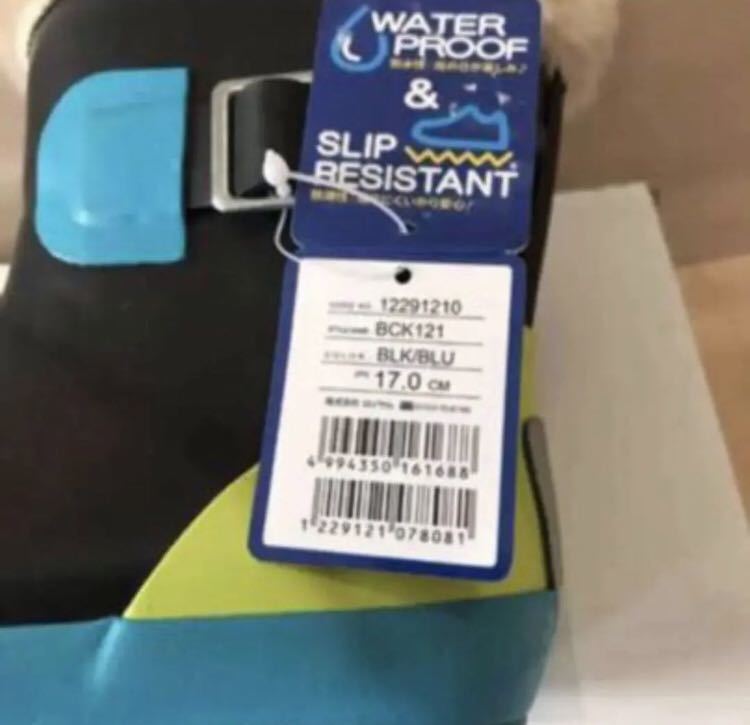 WATER
PROOF
&
SLIP
RESISTANT
12291210
BCK121
BLK/BLU
17.0 CM
4 994350 161688
1 229121 078081